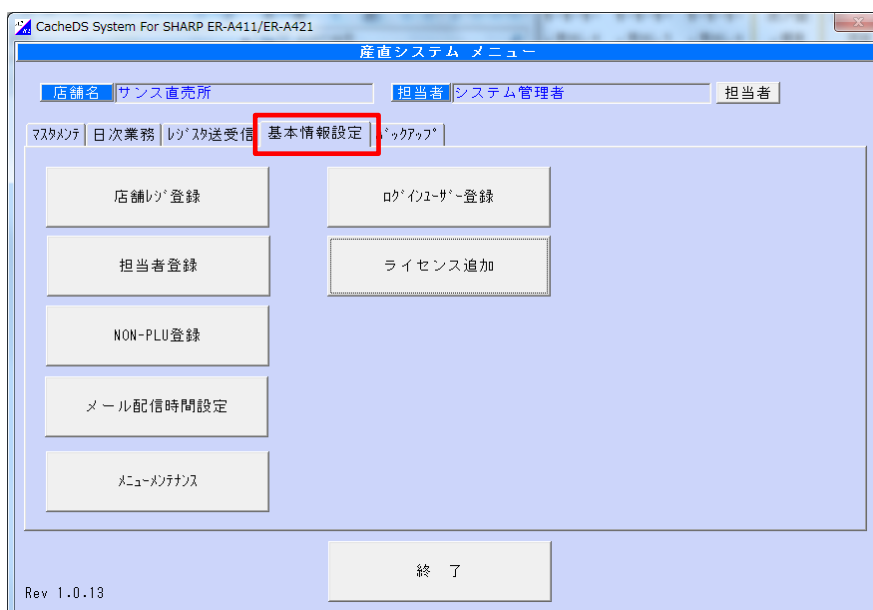 CacheDS System For SHARP ER-A411/ER-A421
産直システム メニュー
店舗名 サンス直売所 担当者 システム管理者 担当者
ﾏｽﾀﾒﾝﾃ 日次業務 ﾚｼﾞｽﾀ送受信 基本情報設定 ﾊﾞｯｸｱｯﾌﾟ
店舗ﾚｼﾞ登録 ﾛｸﾞｲﾝﾕｰｻﾞｰ登録
担当者登録 ライセンス追加
NON-PLU登録
メール配信時間設定
ﾒﾆｭｰﾒﾝﾃﾅﾝｽ
終 了
Rev 1.0.13